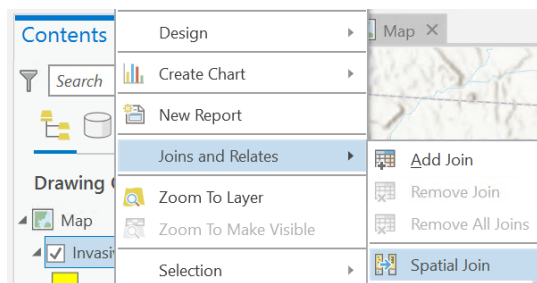 Contents
Search
Drawing
Map
Invasi
Design
Create Chart
New Report
Joins and Relates
Zoom To Layer
Zoom To Make Visible
Selection
Map
Add Join
Remove Join
Remove All Joins
Spatial Join